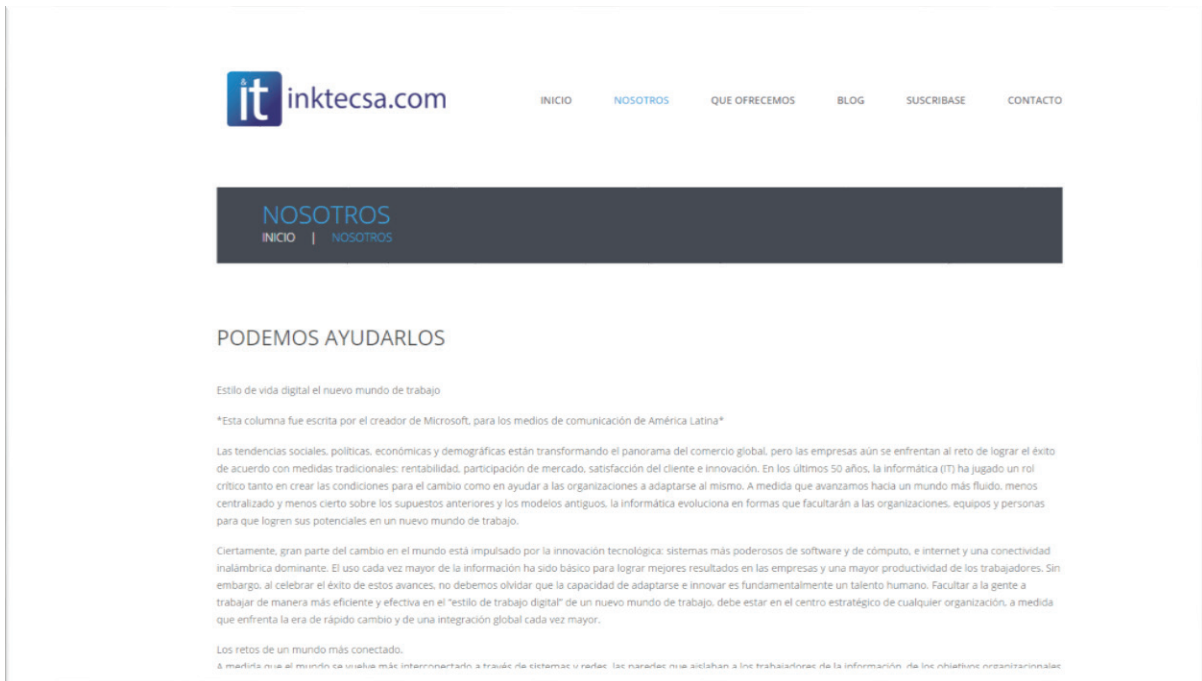 & it inktecsa.com
INICIO NOSOTROS QUE OFRECEMOS BLOG SUSCRIBASE CONTACTO
NOSOTROS
INICIO | NOSOTROS
PODEMOS AYUDARLOS
Estilo de vida digital el nuevo mundo de trabajo
*Esta columna fue escrita por el creador de Microsoft, para los medios de comunicación de América Latina*
Las tendencias sociales, políticas, económicas y demográficas están transformando el panorama del comercio global, pero las empresas aún se enfrentan al reto de lograr el éxito
de acuerdo con medidas tradicionales: rentabilidad, participación de mercado, satisfacción del cliente e innovación. En los últimos 50 años, la informática (IT) ha jugado un rol
crítico tanto en crear las condiciones para el cambio como en ayudar a las organizaciones a adaptarse al mismo. A medida que avanzamos hacia un mundo más fluido, menos
centralizado y menos cierto sobre los supuestos anteriores y los modelos antiguos, la informática evoluciona en formas que facultarán a las organizaciones, equipos y personas
para que logren sus potenciales en un nuevo mundo de trabajo.
Ciertamente, gran parte del cambio en el mundo está impulsado por la innovación tecnológica: sistemas más poderosos de software y de cómputo, e internet y una conectividad
inalámbrica dominante. El uso cada vez mayor de la información ha sido básico para lograr mejores resultados en las empresas y una mayor productividad de los trabajadores. Sin
embargo, al celebrar el éxito de estos avances, no debemos olvidar que la capacidad de adaptarse e innovar es fundamentalmente un talento humano. Facultar a la gente a
trabajar de manera más eficiente y efectiva en el "estilo de trabajo digital" de un nuevo mundo de trabajo, debe estar en el centro estratégico de cualquier organización, a medida
que enfrenta la era de rápido cambio y de una integración global cada vez mayor.
Los retos de un mundo más conectado.
A medida que el mundo se vuelve más interconectado a través de sistemas y redes, las paredes que aislaban a los trabajadores de la información, de los objetivos organizacionales